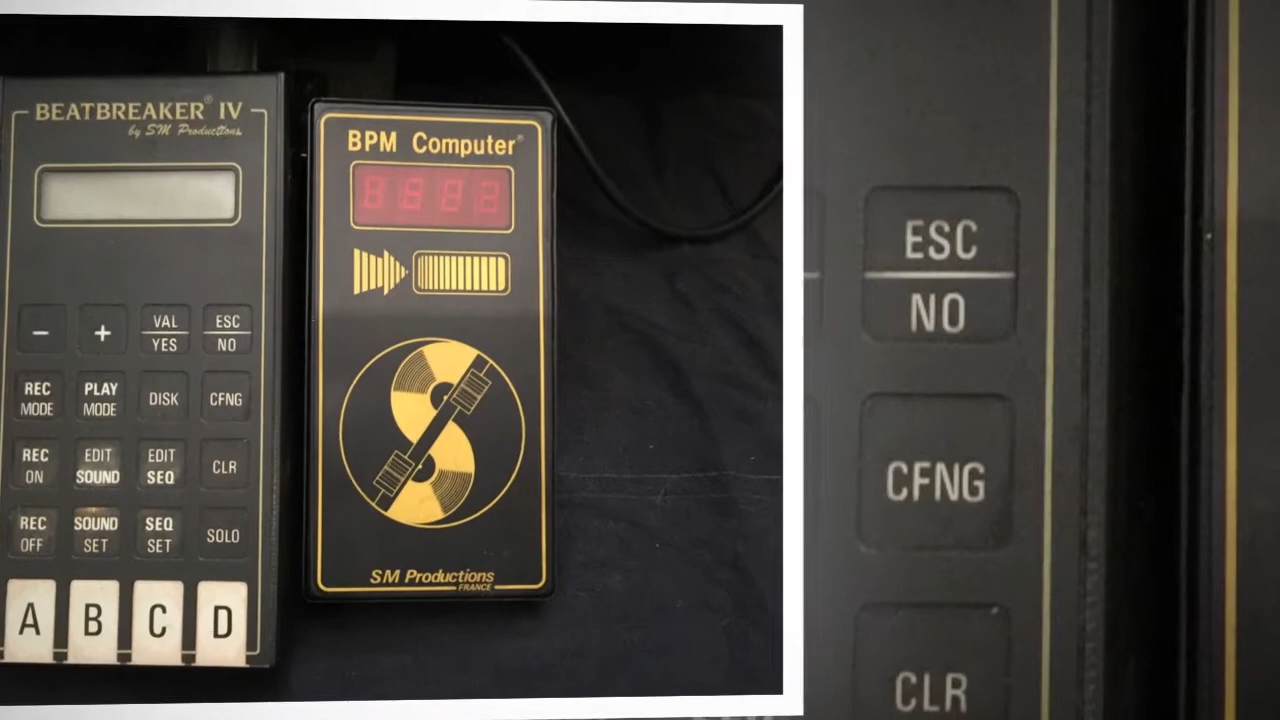 BEATBREAKER® IV
by SM Productions
−
+
VAL
YES
ESC
NO
REC
MODE
PLAY
MODE
DISK
CFNG
REC
ON
EDIT
SOUND
EDIT
SEQ
CLR
REC
OFF
SOUND
SET
SEQ
SET
SOLO
A
B
C
D
BPM Computer®
SM Productions
FRANCE
ESC
NO
CFNG
CLR